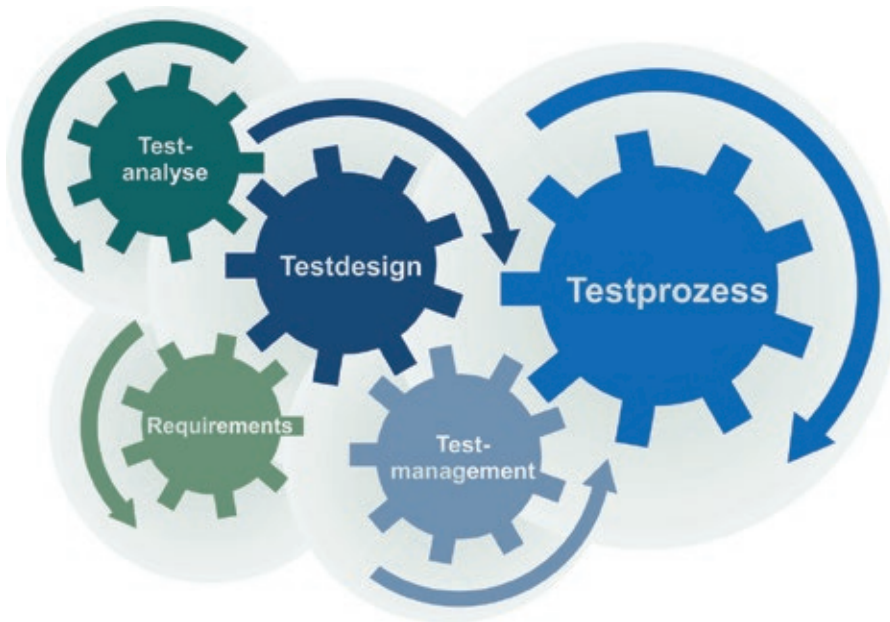 Test-
analyse
Testdesign
Testprozess
Requirements
Test-
management